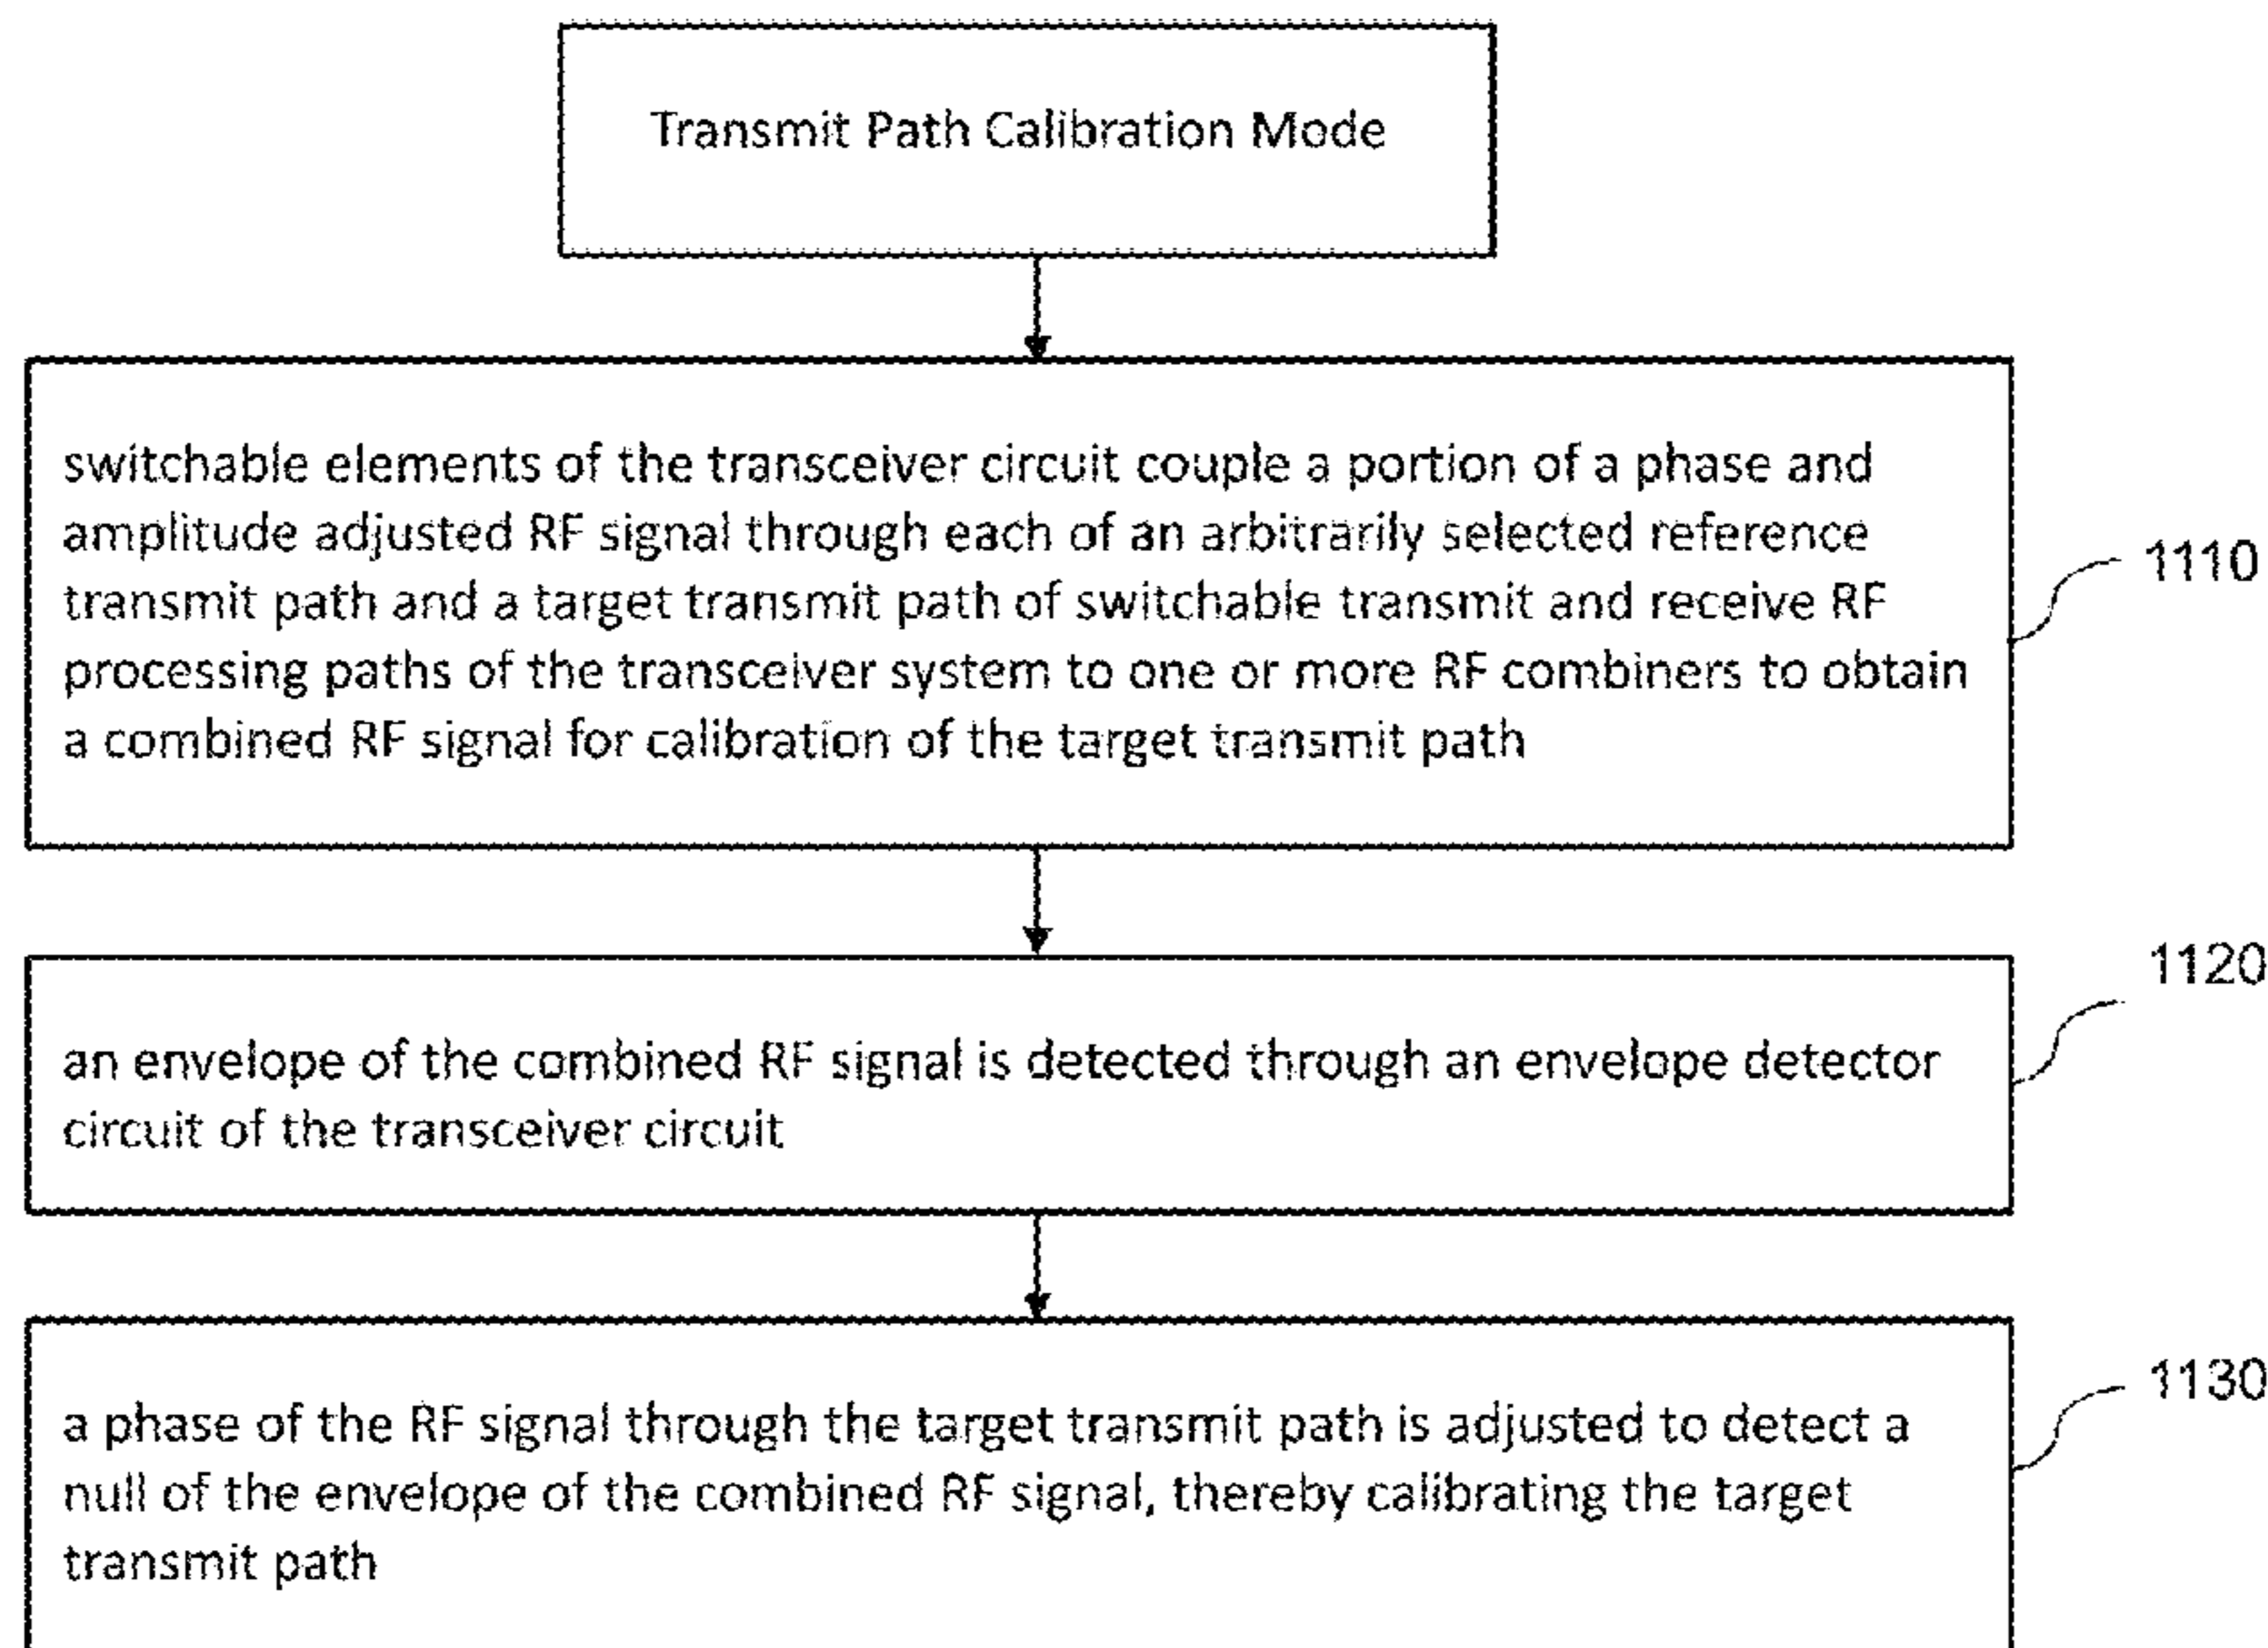 Transmit Path Calibration Mode
switchable elements of the transceiver circuit couple a portion of a phase and
amplitude adjusted RF signal through each of an arbitrarily selected reference
transmit path and a target transmit path of switchable transmit and receive RF
processing paths of the transceiver system to one or more RF combiners to obtain
a combined RF signal for calibration of the target transmit path
1110
an envelope of the combined RF signal is detected through an envelope detector
circuit of the transceiver circuit
1120
a phase of the RF signal through the target transmit path is adjusted to detect a
null of the envelope of the combined RF signal, thereby calibrating the target
transmit path
1130